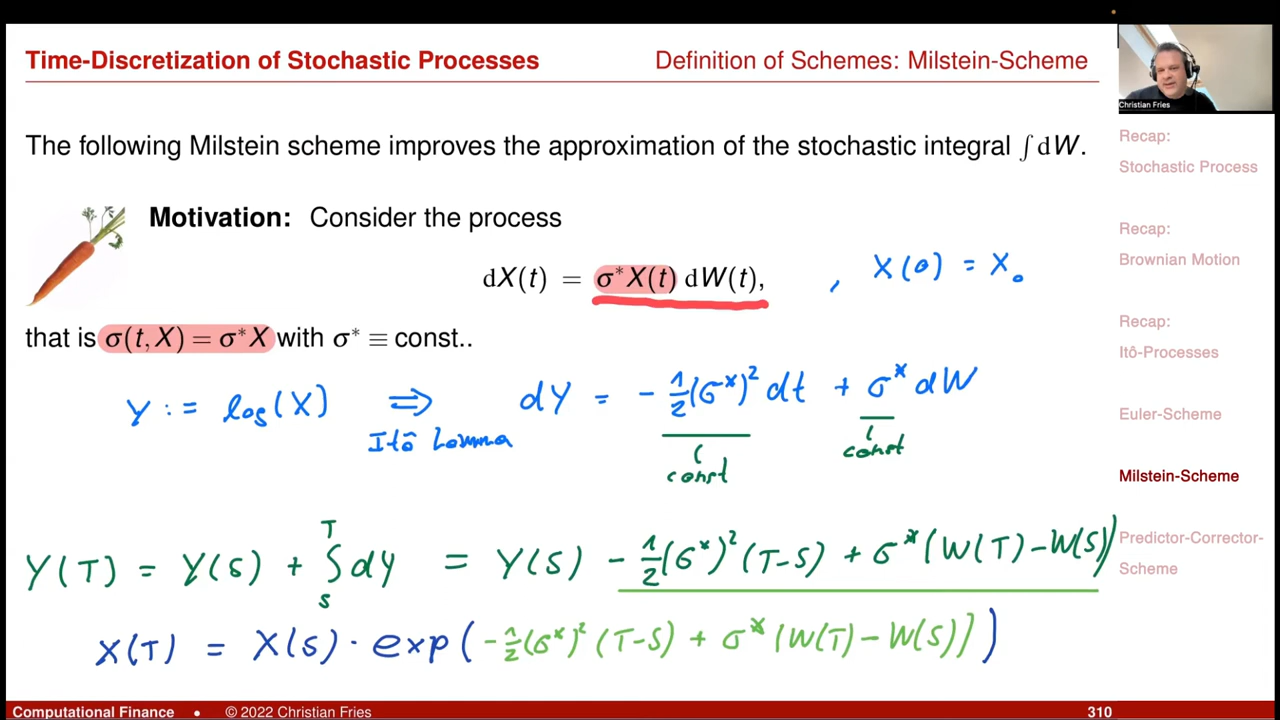 Time-Discretization of Stochastic Processes Definition of Schemes: Milstein-Scheme
The following Milstein scheme improves the approximation of the stochastic integral ∫ dW.
Motivation: Consider the process
dX(t) = σ*X(t) dW(t), , X(0) = X₀
that is σ(t, X) = σ*X with σ* ≡ const..
Y := log(X) ⇒ dY = -½(σ*)² dt + σ* dW
Itô Lemma
const const
Y(T) = Y(S) + ∫_S^T dY = Y(S) - ½(σ*)² (T-S) + σ* (W(T) - W(S))
X(T) = X(S) · exp( -½(σ*)² (T-S) + σ* (W(T) - W(S)) )
Computational Finance • © 2022 Christian Fries 310
Christian Fries
Recap:
Stochastic Process
Recap:
Brownian Motion
Recap:
Itô-Processes
Euler-Scheme
Milstein-Scheme
Predictor-Corrector-
Scheme